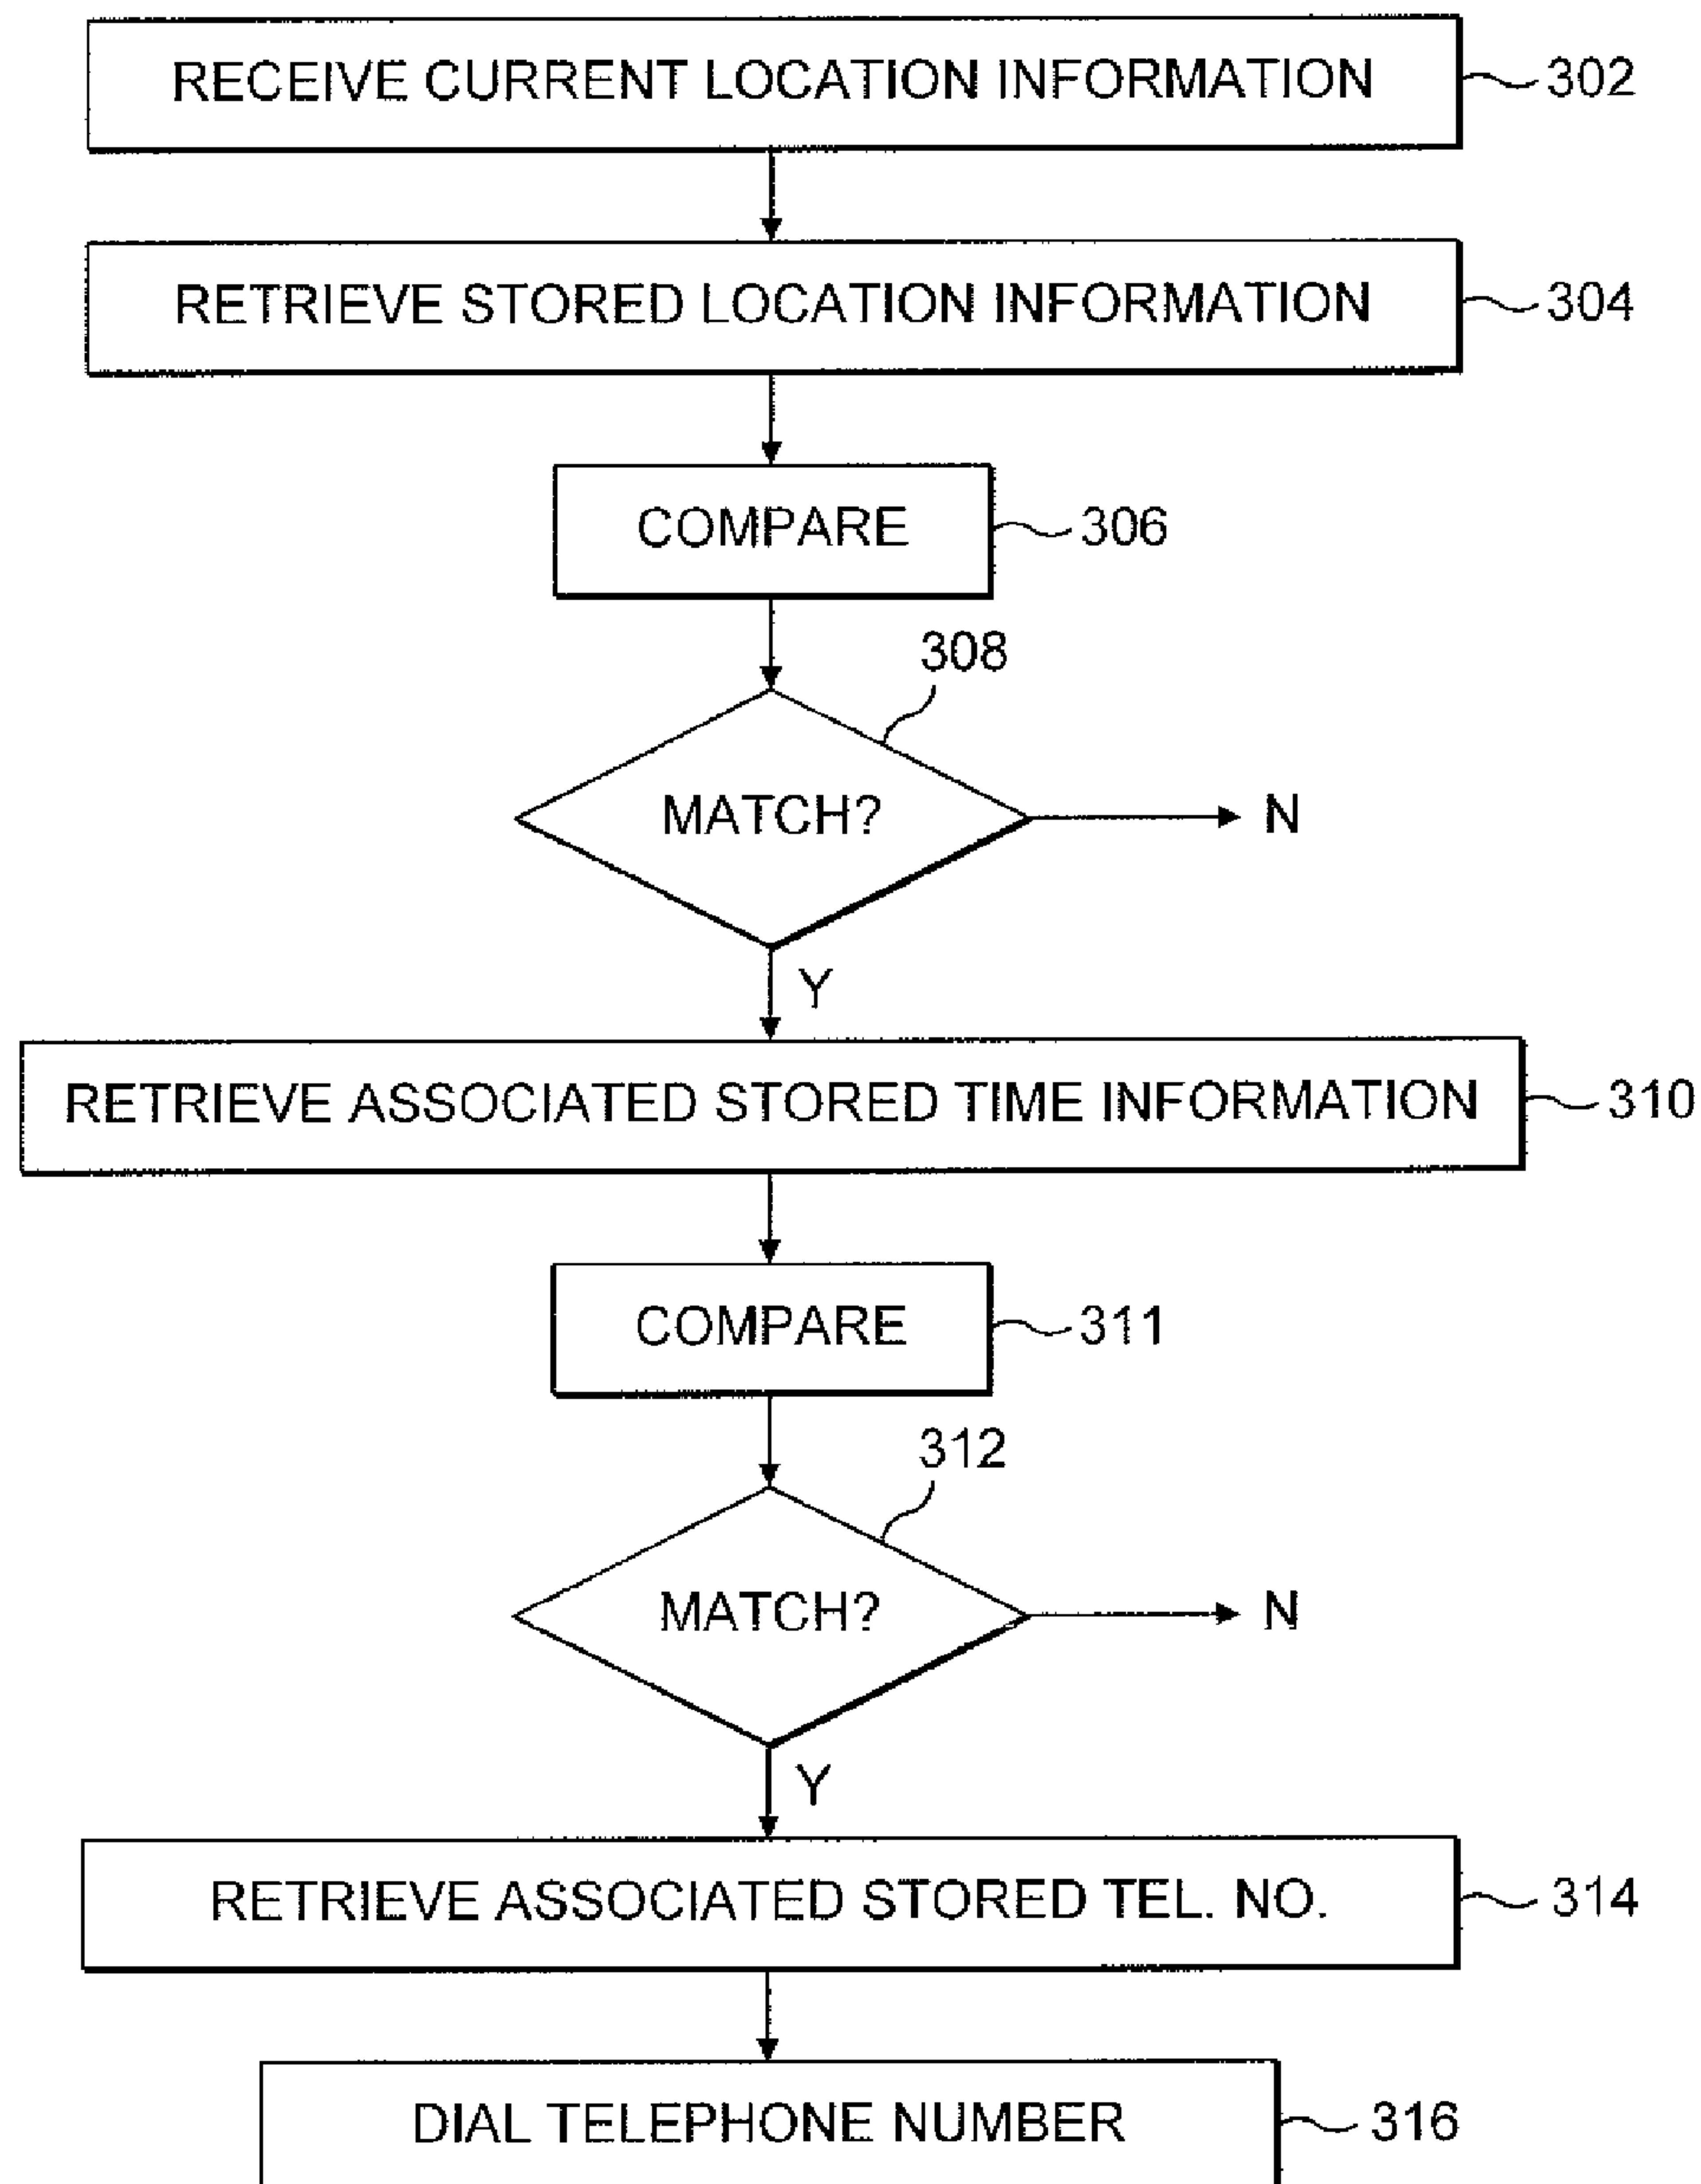 RECEIVE CURRENT LOCATION INFORMATION 302
RETRIEVE STORED LOCATION INFORMATION 304
COMPARE 306
308
MATCH? N
Y
RETRIEVE ASSOCIATED STORED TIME INFORMATION 310
COMPARE 311
312
MATCH? N
Y
RETRIEVE ASSOCIATED STORED TEL. NO. 314
DIAL TELEPHONE NUMBER 316